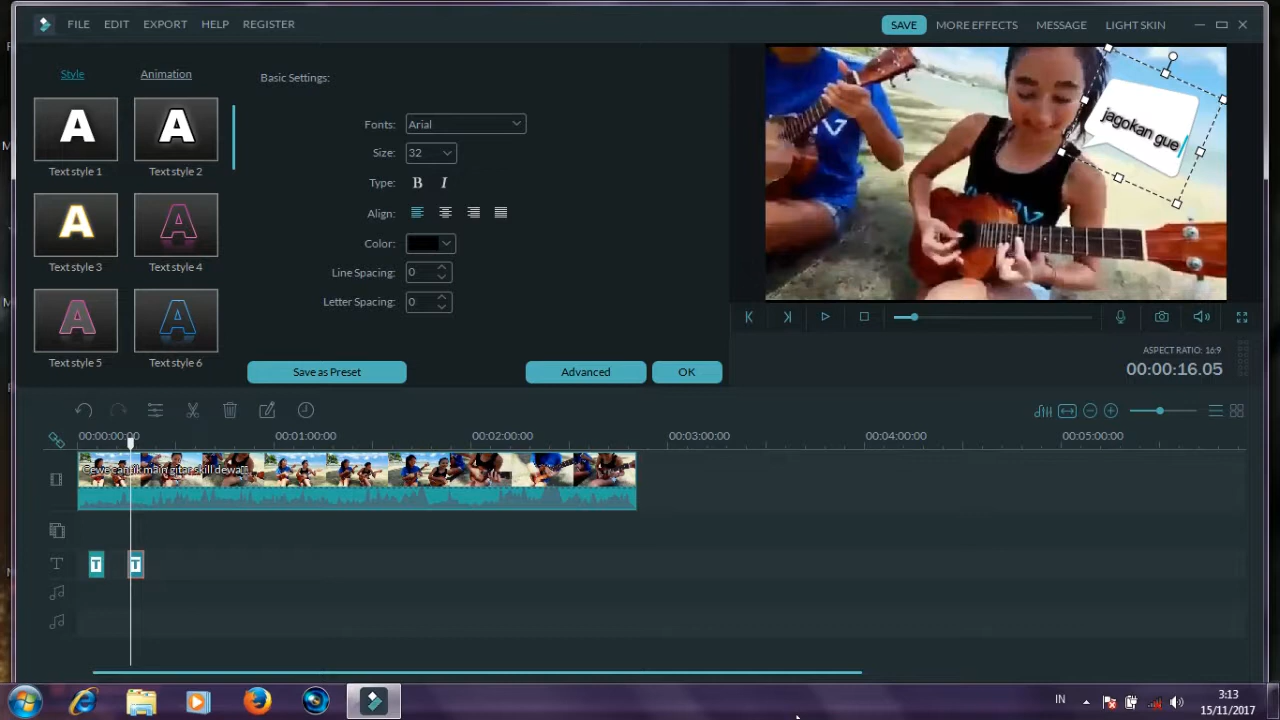 FILE EDIT EXPORT HELP REGISTER SAVE MORE EFFECTS MESSAGE LIGHT SKIN
Style Animation Basic Settings:
Text style 1 Text style 2
Text style 3 Text style 4
Text style 5 Text style 6
Fonts: Arial
Size: 32
Type: B I
Align:
Color:
Line Spacing: 0
Letter Spacing: 0
Save as Preset Advanced OK
jagokan gue
ASPECT RATIO: 16:9
00:00:16.05
00:00:00:00 00:01:00:00 00:02:00:00 00:03:00:00 00:04:00:00 00:05:00:00
Cewe cantik main gitar skill dewa
T T
IN 3:13
15/11/2017